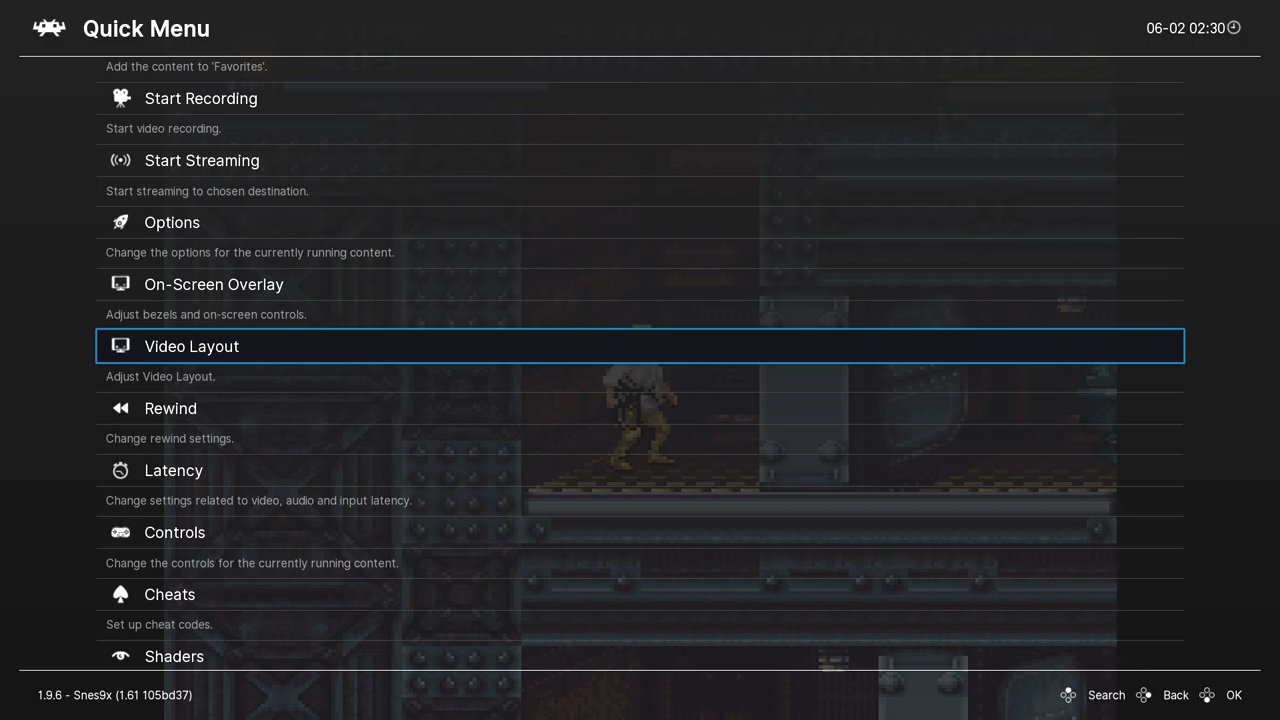 Quick Menu
06-02 02:30
Add the content to 'Favorites'.
Start Recording
Start video recording.
Start Streaming
Start streaming to chosen destination.
Options
Change the options for the currently running content.
On-Screen Overlay
Adjust bezels and on-screen controls.
Video Layout
Adjust Video Layout.
Rewind
Change rewind settings.
Latency
Change settings related to video, audio and input latency.
Controls
Change the controls for the currently running content.
Cheats
Set up cheat codes.
Shaders
1.9.6 - Snes9x (1.61 105bd37)
Search Back OK